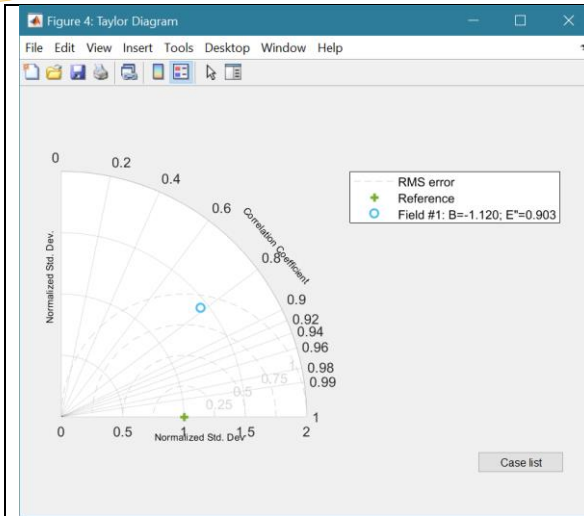 Figure 4: Taylor Diagram
File Edit View Insert Tools Desktop Window Help
0
0.2
0.4
0.6
0.8
0.9
0.92
0.94
0.96
0.98
0.99
1
Correlation Coefficient
Normalized Std. Dev.
1
0.75
0.5
0.25
0 0.5 1 1.5 2
Normalized Std. Dev
RMS error
Reference
Field #1: B=-1.120; E"=0.903
Case list